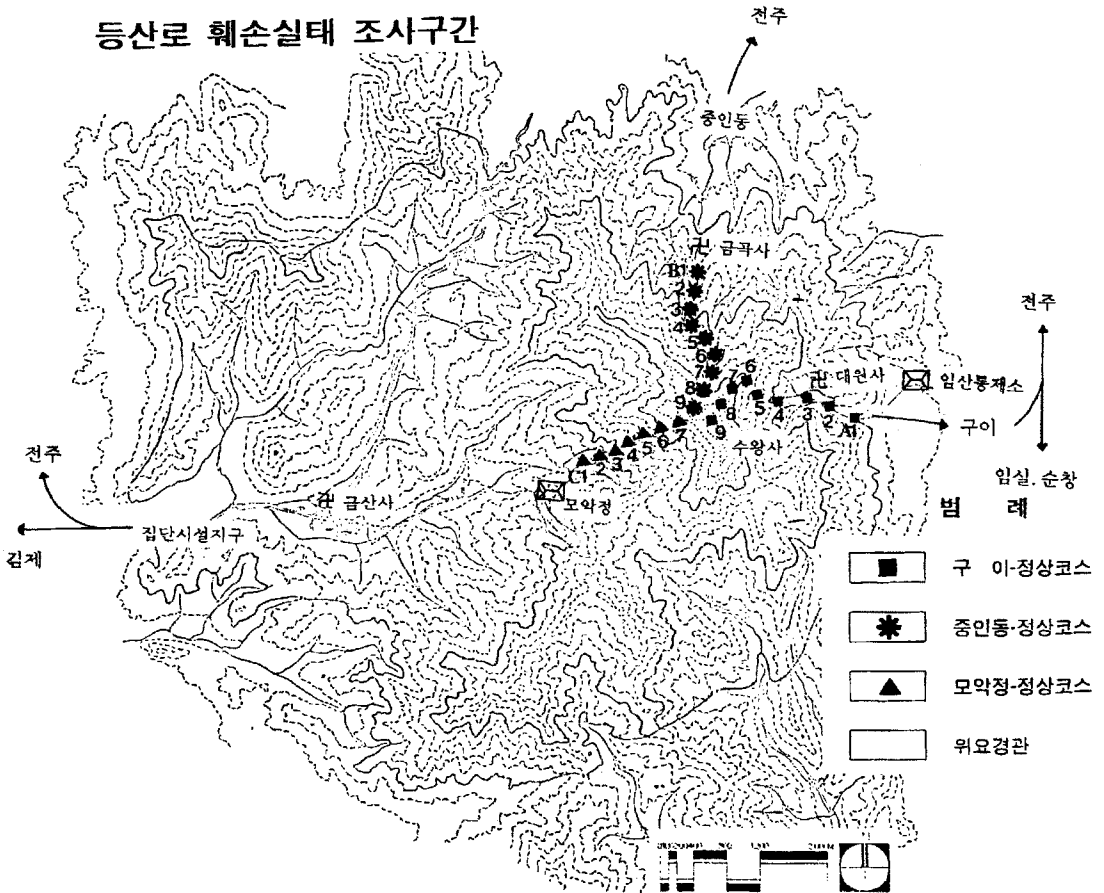 등산로 훼손실태 조사구간
전주
중인동
卍 금곡사
B1
2
3
4
5
6
7
8
9
전주
6
7
5
4
3
2
A1
8
9
卍 대원사
임산통제소
구이
수왕사
임실. 순창
7
6
5
4
3
2
C1
모악정
전주
卍 금산사
집단시설지구
김제
범 례
구 이-정상코스
중인동-정상코스
모악정-정상코스
위요경관